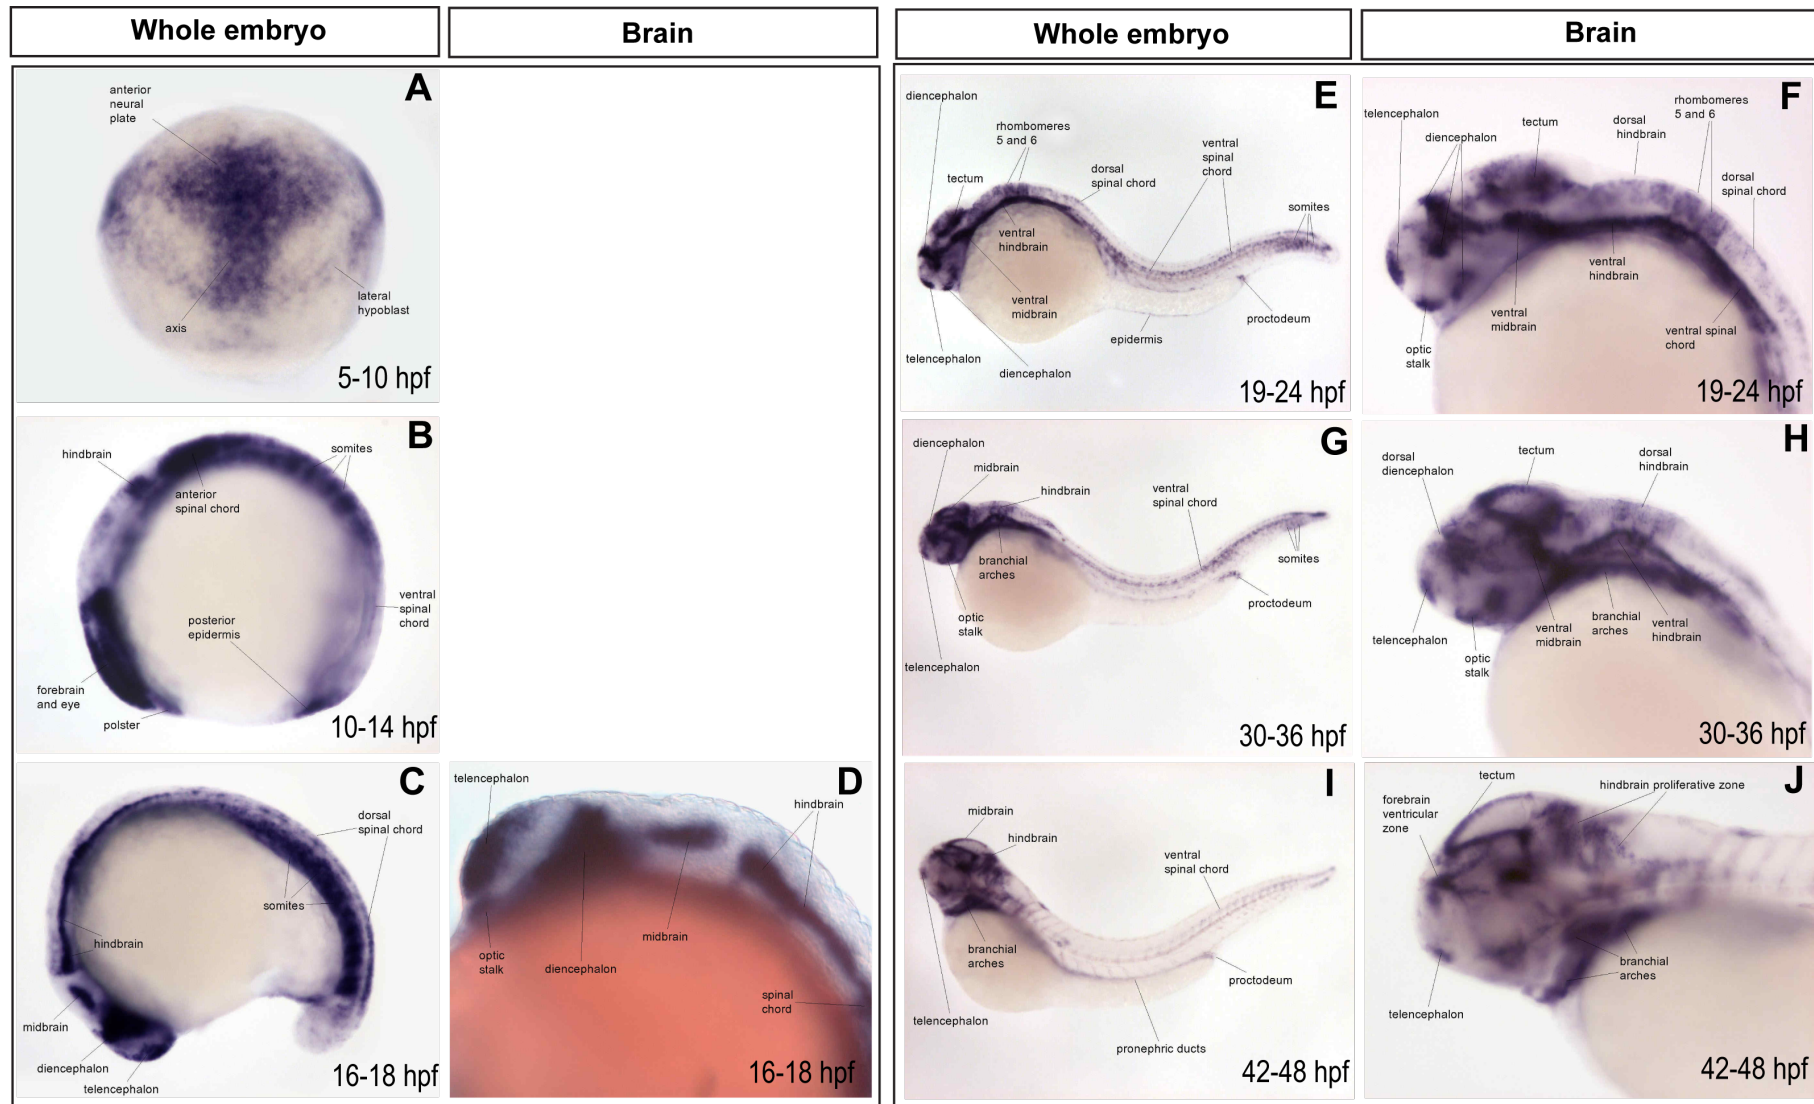 Whole embryo
Brain
Whole embryo
Brain
A
anterior
neural
plate
axis
lateral
hypoblast
5-10 hpf
B
hindbrain
somites
anterior
spinal chord
posterior
epidermis
ventral
spinal
chord
forebrain
and eye
polster
10-14 hpf
C
dorsal
spinal chord
somites
hindbrain
midbrain
diencephalon
telencephalon
16-18 hpf
D
telencephalon
hindbrain
midbrain
optic
stalk
diencephalon
spinal
chord
16-18 hpf
E
diencephalon
rhombomeres
5 and 6
ventral
spinal
chord
tectum
dorsal
spinal chord
somites
ventral
hindbrain
ventral
midbrain
proctodeum
epidermis
telencephalon
diencephalon
19-24 hpf
F
telencephalon
diencephalon
tectum
dorsal
hindbrain
rhombomeres
5 and 6
dorsal
spinal chord
ventral
hindbrain
ventral
midbrain
ventral spinal
chord
optic
stalk
19-24 hpf
G
diencephalon
midbrain
hindbrain
ventral
spinal chord
branchial
arches
somites
proctodeum
optic
stalk
telencephalon
30-36 hpf
H
dorsal
diencephalon
tectum
dorsal
hindbrain
telencephalon
optic
stalk
ventral
midbrain
branchial
arches
ventral
hindbrain
30-36 hpf
I
midbrain
hindbrain
ventral
spinal chord
branchial
arches
proctodeum
telencephalon
pronephric ducts
42-48 hpf
J
tectum
hindbrain proliferative zone
forebrain
ventricular
zone
branchial
arches
telencephalon
42-48 hpf